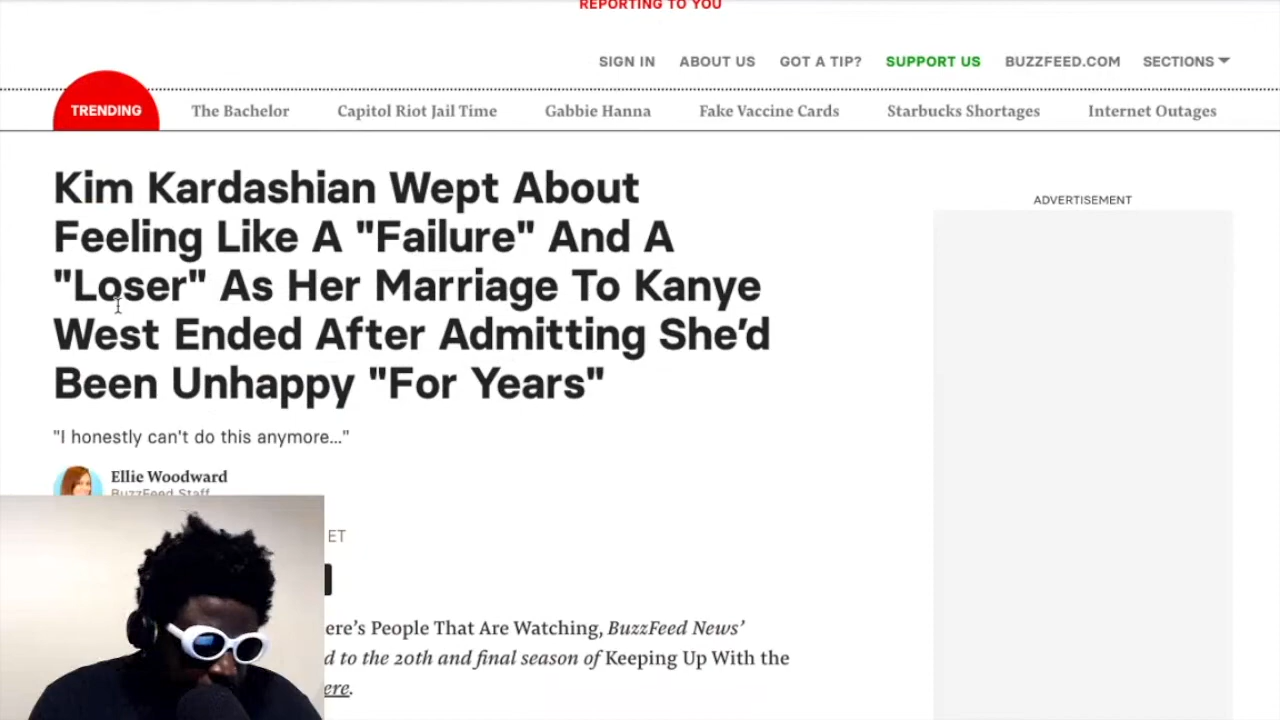 REPORTING TO YOU
SIGN IN ABOUT US GOT A TIP? SUPPORT US BUZZFEED.COM SECTIONS
TRENDING The Bachelor Capitol Riot Jail Time Gabbie Hanna Fake Vaccine Cards Starbucks Shortages Internet Outages
Kim Kardashian Wept About
Feeling Like A "Failure" And A
"Loser" As Her Marriage To Kanye
West Ended After Admitting She’d
Been Unhappy "For Years"
ADVERTISEMENT
"I honestly can't do this anymore..."
Ellie Woodward
BuzzFeed Staff
ET
ere’s People That Are Watching, BuzzFeed News’
d to the 20th and final season of Keeping Up With the
ere.